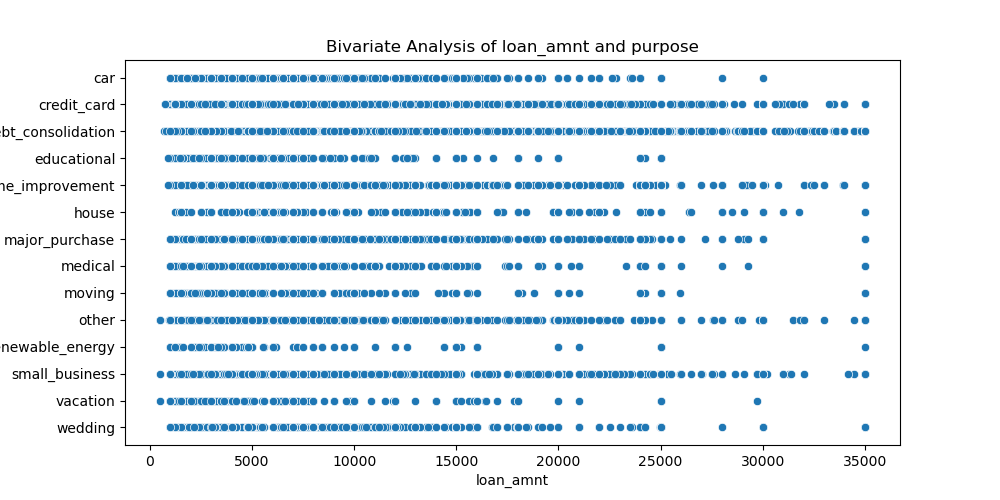 Bivariate Analysis of loan_amnt and purpose
car
credit_card
ebt_consolidation
educational
me_improvement
house
major_purchase
medical
moving
other
enewable_energy
small_business
vacation
wedding
0 5000 10000 15000 20000 25000 30000 35000
loan_amnt